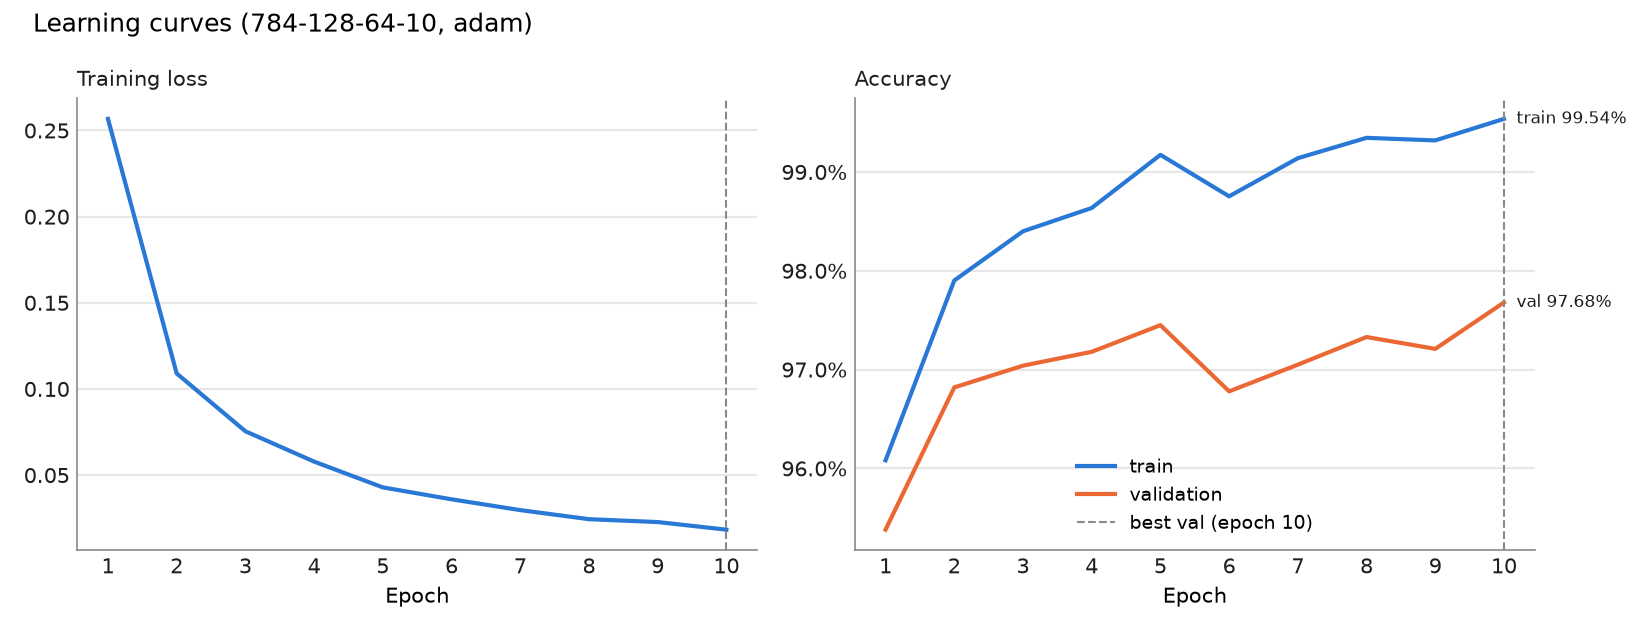 Learning curves (784-128-64-10, adam)
Training loss
0.25
0.20
0.15
0.10
0.05
1 2 3 4 5 6 7 8 9 10
Epoch
Accuracy
99.0%
98.0%
97.0%
96.0%
train 99.54%
val 97.68%
train
validation
best val (epoch 10)
1 2 3 4 5 6 7 8 9 10
Epoch